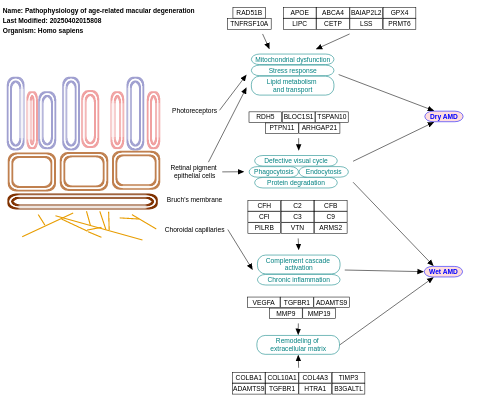 Name: Pathophysiology of age-related macular degeneration
Last Modified: 20250402015808
Organism: Homo sapiens
RAD51B
TNFRSF10A
APOE ABCA4 BAIAP2L2 GPX4
LIPC CETP LSS PRMT6
Mitochondrial dysfunction
Stress response
Lipid metabolism
and transport
Photoreceptors
RDH5 BLOC1S1 TSPAN10
PTPN11 ARHGAP21
Dry AMD
Retinal pigment
epithelial cells
Defective visual cycle
Phagocytosis Endocytosis
Protein degradation
Bruch's membrane
CFH C2 CFB
CFI C3 C9
PILRB VTN ARMS2
Choroidal capillaries
Complement cascade
activation
Chronic inflammation
Wet AMD
VEGFA TGFBR1 ADAMTS9
MMP9 MMP19
Remodeling of
extracellular matrix
COL8A1 COL10A1 COL4A3 TIMP3
ADAMTS9 TGFBR1 HTRA1 B3GALTL